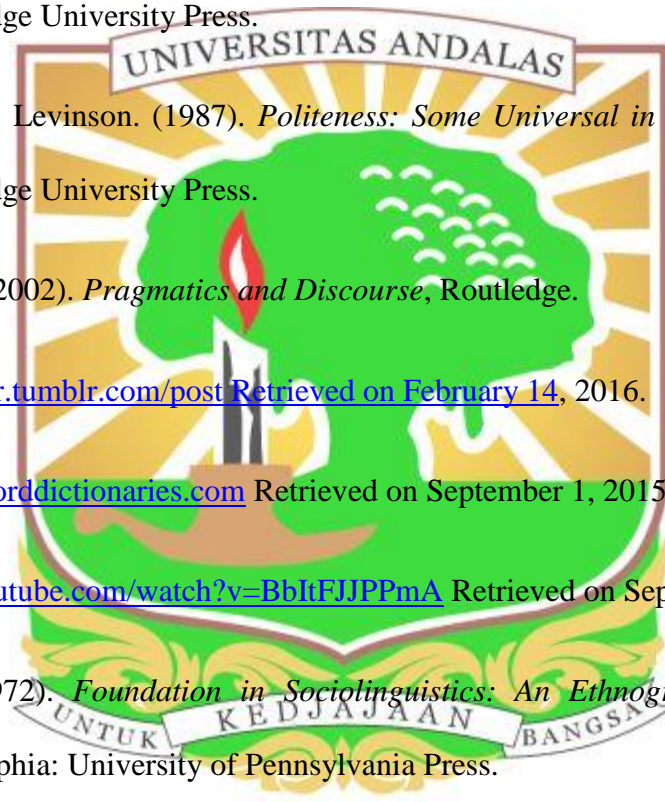 dge University Press.
UNIVERSITAS ANDALAS
Levinson. (1987). Politeness: Some Universal in
dge University Press.
2002). Pragmatics and Discourse, Routledge.
r.tumblr.com/post Retrieved on February 14, 2016.
orddictionaries.com Retrieved on September 1, 2015
utube.com/watch?v=BbItFJJPPmA Retrieved on Sep
972). Foundation in Sociolinguistics: An Ethnogr
UNTUK KEDJAJAAN BANGSA
phia: University of Pennsylvania Press.